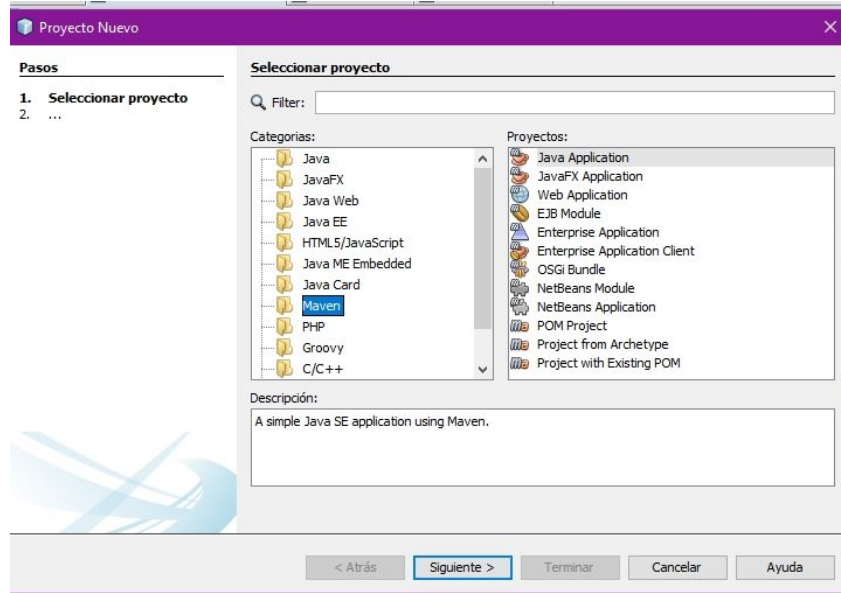 Proyecto Nuevo
Pasos
1. Seleccionar proyecto
2. ...
Seleccionar proyecto
Filter:
Categorias:
Java
JavaFX
Java Web
Java EE
HTML5/JavaScript
Java ME Embedded
Java Card
Maven
PHP
Groovy
C/C++
Proyectos:
Java Application
JavaFX Application
Web Application
EJB Module
Enterprise Application
Enterprise Application Client
OSGi Bundle
NetBeans Module
NetBeans Application
POM Project
Project from Archetype
Project with Existing POM
Descripción:
A simple Java SE application using Maven.
< Atrás
Siguiente >
Terminar
Cancelar
Ayuda